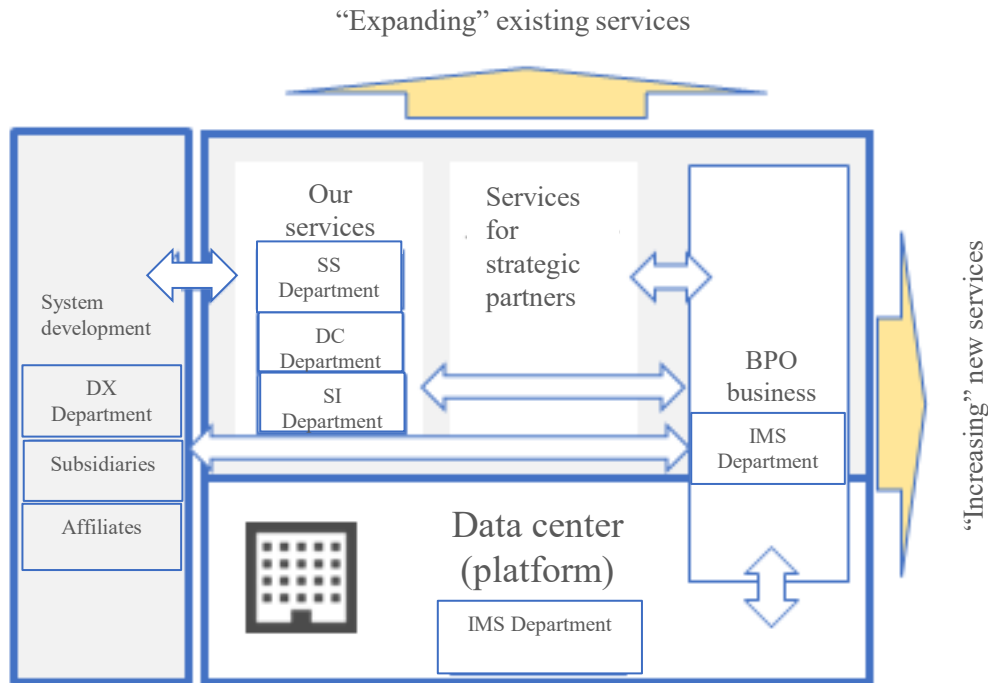 “Expanding” existing services
Our
services
SS
Department
DC
Department
SI
Department
Services
for
strategic
partners
System
development
DX
Department
Subsidiaries
Affiliates
BPO
business
IMS
Department
Data center
(platform)
IMS Department
“Increasing” new services